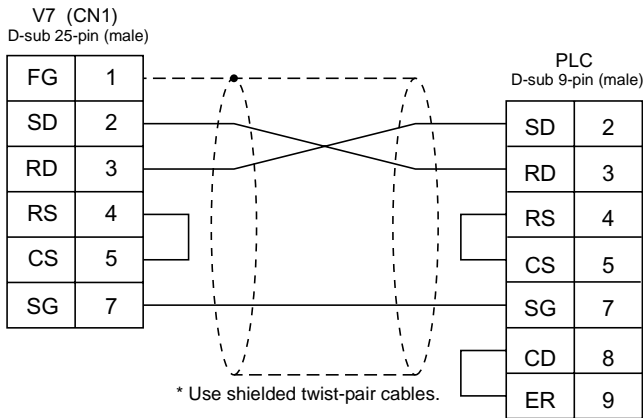 V7 (CN1)
D-sub 25-pin (male)
FG 1
SD 2
RD 3
RS 4
CS 5
SG 7
PLC
D-sub 9-pin (male)
SD 2
RD 3
RS 4
CS 5
SG 7
CD 8
ER 9
* Use shielded twist-pair cables.